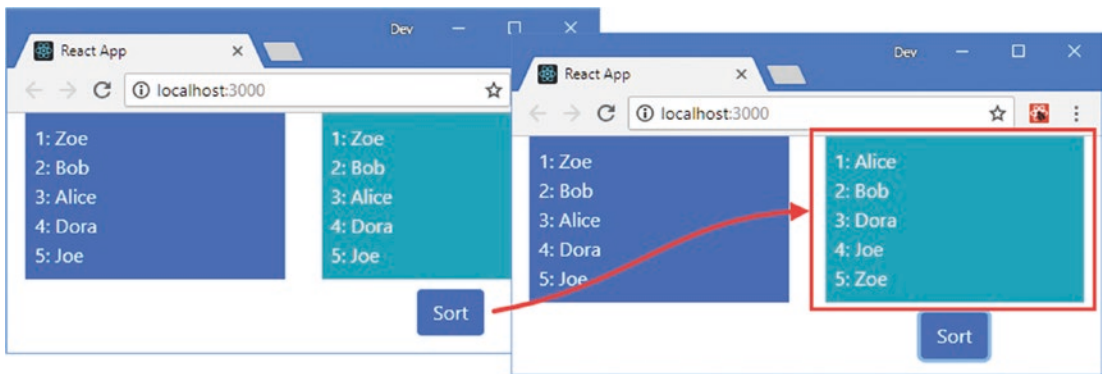 Dev
React App
localhost:3000
1: Zoe
2: Bob
3: Alice
4: Dora
5: Joe
1: Zoe
2: Bob
3: Alice
4: Dora
5: Joe
Sort
Dev
React App
localhost:3000
1: Zoe
2: Bob
3: Alice
4: Dora
5: Joe
1: Alice
2: Bob
3: Dora
4: Joe
5: Zoe
Sort